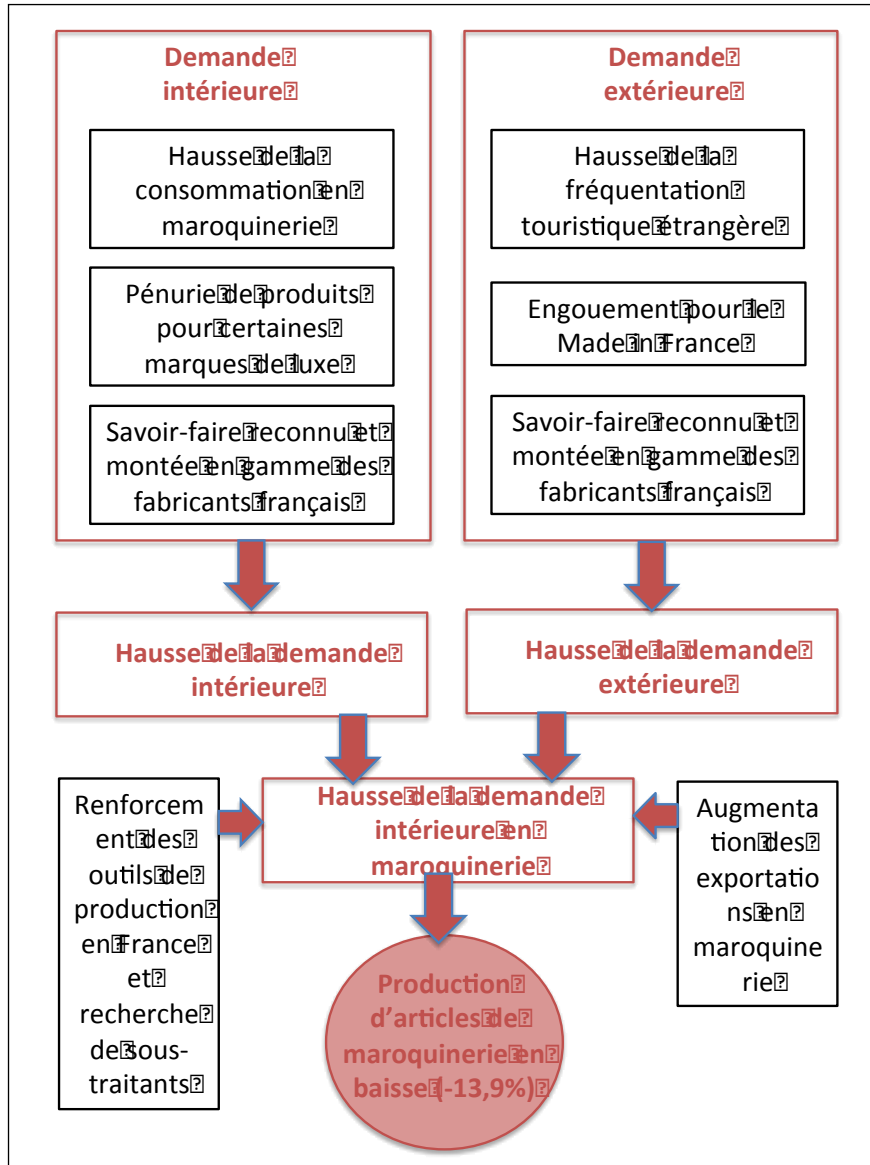 Demande
intérieure
Hausse de la
consommation en
maroquinerie
Pénurie de produits
pour certaines
marques de luxe
Savoir-faire reconnu et
montée en gamme des
fabricants français
Demande
extérieure
Hausse de la
fréquentation
touristique étrangère
Engouement pour le
Made in France
Savoir-faire reconnu et
montée en gamme des
fabricants français
Hausse de la demande
intérieure
Hausse de la demande
extérieure
Renforcem
ent des
outils de
production
en France
et
recherche
de sous-
traitants
Hausse de la demande
intérieure en
maroquinerie
Augmenta
tion des
exportatio
ns en
maroquine
rie
Production
d'articles de
maroquinerie en
baisse (-13,9%)